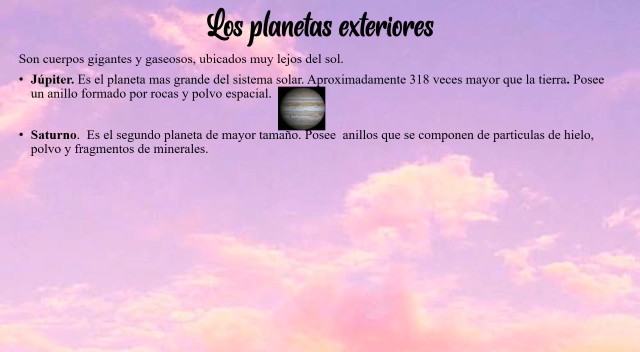 Los planetas exteriores
Son cuerpos gigantes y gaseosos, ubicados muy lejos del sol.
• Júpiter. Es el planeta mas grande del sistema solar. Aproximadamente 318 veces mayor que la tierra. Posee
un anillo formado por rocas y polvo espacial.
• Saturno. Es el segundo planeta de mayor tamaño. Posee anillos que se componen de particulas de hielo,
polvo y fragmentos de minerales.